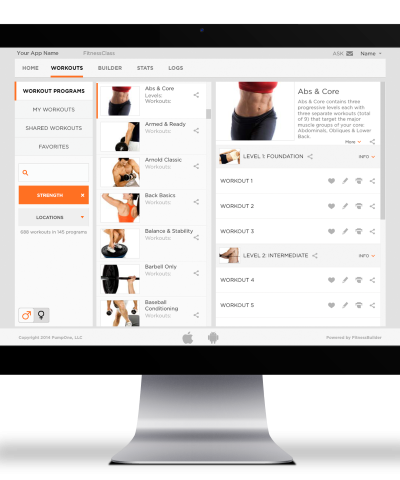 Your App Name FitnessClass ASK Name
HOME WORKOUTS BUILDER STATS LOGS
WORKOUT PROGRAMS
MY WORKOUTS
SHARED WORKOUTS
FAVORITES
STRENGTH x
LOCATIONS
688 workouts in 145 programs
Abs & Core
Levels:
Workouts:
Armed & Ready
Workouts:
Arnold Classic
Workouts:
Back Basics
Workouts:
Balance & Stability
Workouts:
Barbell Only
Workouts:
Baseball
Conditioning
Workouts:
Abs & Core
Abs & Core contains three
progressive levels each with
three separate workouts (total
of 9) that target the major
muscle groups of your core:
Abdominals, Obliques & Lower
Back.
More
LEVEL 1: FOUNDATION INFO
WORKOUT 1
WORKOUT 2
WORKOUT 3
LEVEL 2: INTERMEDIATE INFO
WORKOUT 4
WORKOUT 5
Copyright 2014 PumpOne, LLC Powered by FitnessBuilder